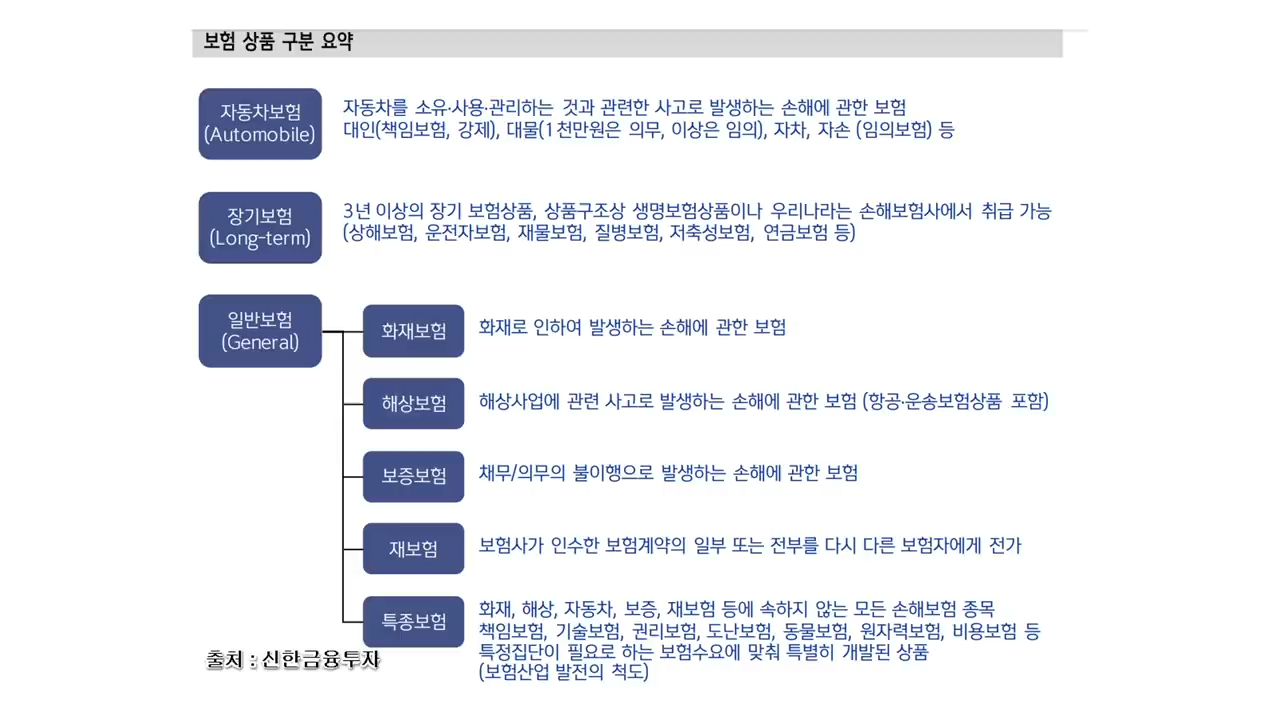 보험 상품 구분 요약
자동차보험
(Automobile)
자동차를 소유·사용·관리하는 것과 관련한 사고로 발생하는 손해에 관한 보험
대인(책임보험, 강제), 대물(1천만원은 의무, 이상은 임의), 자차, 자손 (임의보험) 등
장기보험
(Long-term)
3년 이상의 장기 보험상품, 상품구조상 생명보험상품이나 우리나라는 손해보험사에서 취급 가능
(상해보험, 운전자보험, 재물보험, 질병보험, 저축성보험, 연금보험 등)
일반보험
(General)
화재보험
화재로 인하여 발생하는 손해에 관한 보험
해상보험
해상사업에 관련 사고로 발생하는 손해에 관한 보험 (항공·운송보험상품 포함)
보증보험
채무/의무의 불이행으로 발생하는 손해에 관한 보험
재보험
보험사가 인수한 보험계약의 일부 또는 전부를 다시 다른 보험자에게 전가
특종보험
화재, 해상, 자동차, 보증, 재보험 등에 속하지 않는 모든 손해보험 종목
책임보험, 기술보험, 권리보험, 도난보험, 동물보험, 원자력보험, 비용보험 등
특정집단이 필요로 하는 보험수요에 맞춰 특별히 개발된 상품
(보험산업 발전의 척도)
출처 : 신한금융투자